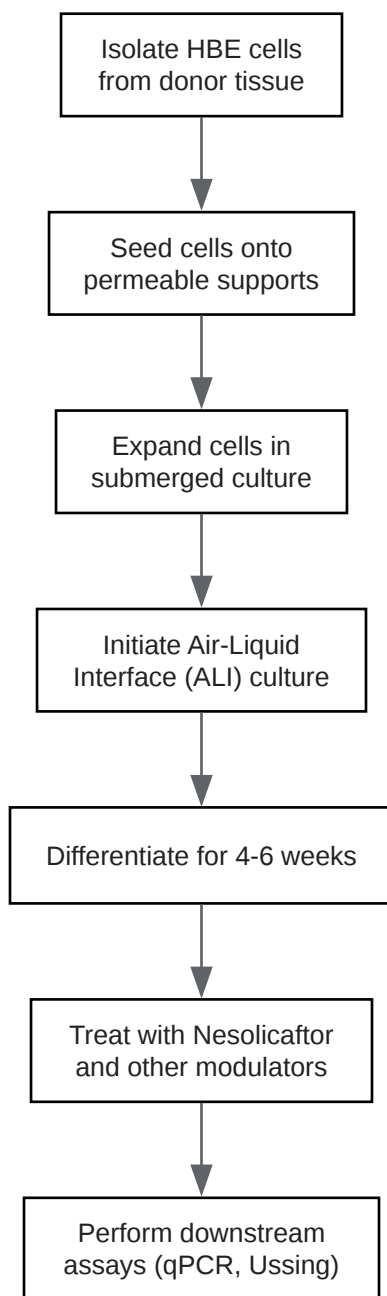 Isolate HBE cells
from donor tissue
Seed cells onto
permeable supports
Expand cells in
submerged culture
Initiate Air-Liquid
Interface (ALI) culture
Differentiate for 4-6 weeks
Treat with Nesolicaftor
and other modulators
Perform downstream
assays (qPCR, Ussing)